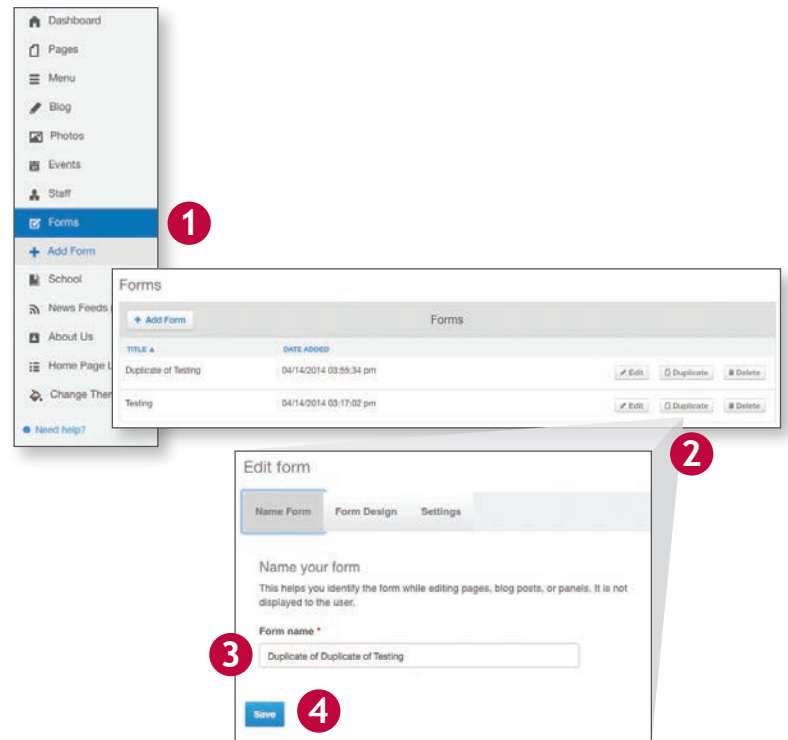 Dashboard
Pages
Menu
Blog
Photos
Events
Staff
Forms
1
Add Form
School
News Feeds
About Us
Home Page L
Change Ther
Need help?
Forms
+ Add Form
Forms
TITLE
DATE ADDED
Duplicate of Testing 04/14/2014 03:55:34 pm Edit Duplicate Delete
Testing 04/14/2014 03:17:02 pm Edit Duplicate Delete
2
Edit form
Name Form Form Design Settings
Name your form
This helps you identify the form while editing pages, blog posts, or panels. It is not
displayed to the user.
Form name *
3
Duplicate of Duplicate of Testing
Save
4